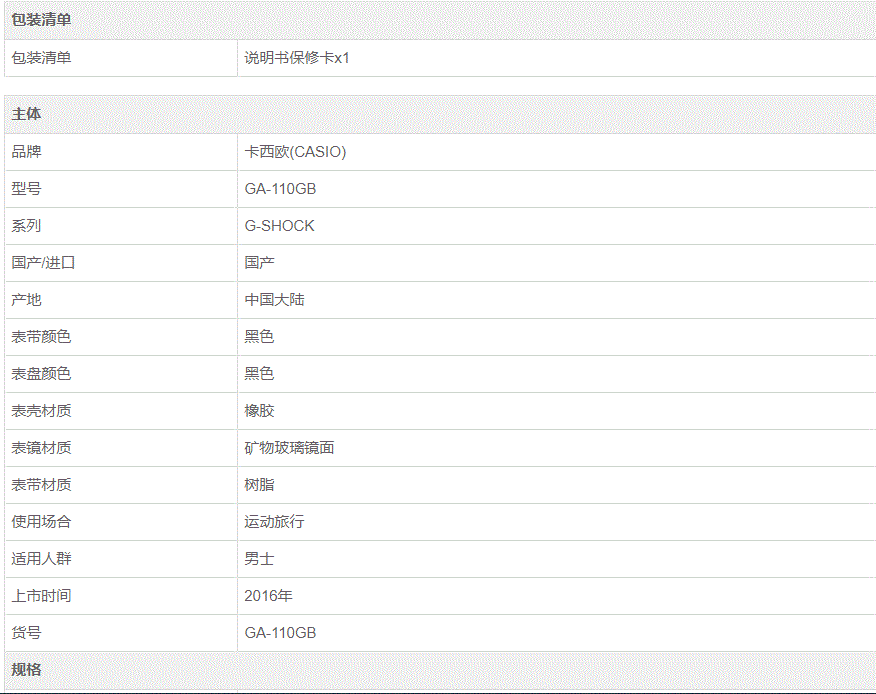 包装清单
包装清单 说明书保修卡x1
主体
品牌 卡西欧(CASIO)
型号 GA-110GB
系列 G-SHOCK
国产/进口 国产
产地 中国大陆
表带颜色 黑色
表盘颜色 黑色
表壳材质 橡胶
表镜材质 矿物玻璃镜面
表带材质 树脂
使用场合 运动旅行
适用人群 男士
上市时间 2016年
货号 GA-110GB
规格